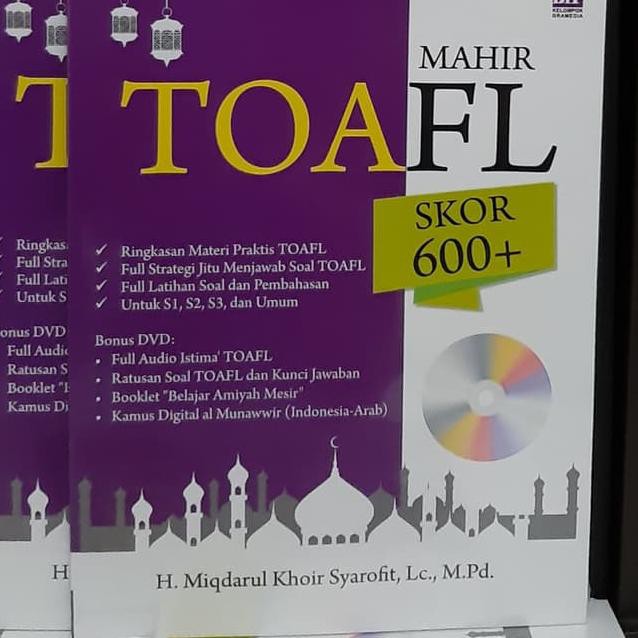 KELOMPOK
GRAMEDIA
MAHIR
TOAFL
SKOR
600+
✓ Ringkasan Materi Praktis TOAFL
✓ Full Strategi Jitu Menjawab Soal TOAFL
✓ Full Latihan Soal dan Pembahasan
✓ Untuk S1, S2, S3, dan Umum
Bonus DVD:
• Full Audio Istima' TOAFL
• Ratusan Soal TOAFL dan Kunci Jawaban
• Booklet "Belajar Amiyah Mesir"
• Kamus Digital al Munawwir (Indonesia-Arab)
H. Miqdarul Khoir Syarofit, Lc., M.Pd.